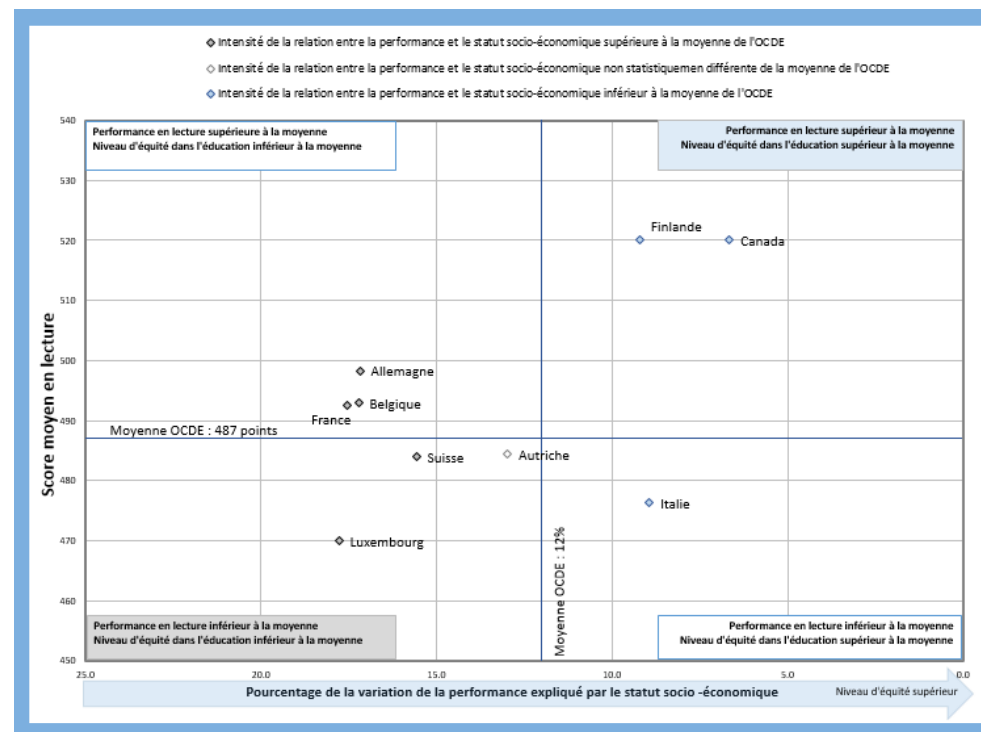 Intensité de la relation entre la performance et le statut socio-économique supérieure à la moyenne de l'OCDE
Intensité de la relation entre la performance et le statut socio-économique non statistiquemen différente de la moyenne de l'OCDE
Intensité de la relation entre la performance et le statut socio-économique inférieur à la moyenne de l'OCDE
540
Performance en lecture supérieure à la moyenne
Niveau d'équité dans l'éducation inférieur à la moyenne
Performance en lecture supérieur à la moyenne
Niveau d'équité dans l'éducation supérieur à la moyenne
530
Finlande
520
Canada
510
Score moyen en lecture
500
Allemagne
Belgique
France
490
Moyenne OCDE : 487 points
Suisse
Autriche
480
Italie
470
Luxembourg
Moyenne OCDE : 12%
460
Performance en lecture inférieur à la moyenne
Niveau d'équité dans l'éducation inférieur à la moyenne
Performance en lecture inférieur à la moyenne
Niveau d'équité dans l'éducation supérieur à la moyenne
450
25.0 20.0 15.0 10.0 5.0 0.0
Pourcentage de la variation de la performance expliqué par le statut socio -économique
Niveau d'équité supérieur